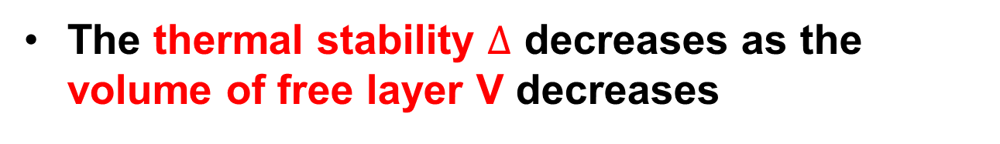 • The thermal stability Δ decreases as the
volume of free layer V decreases